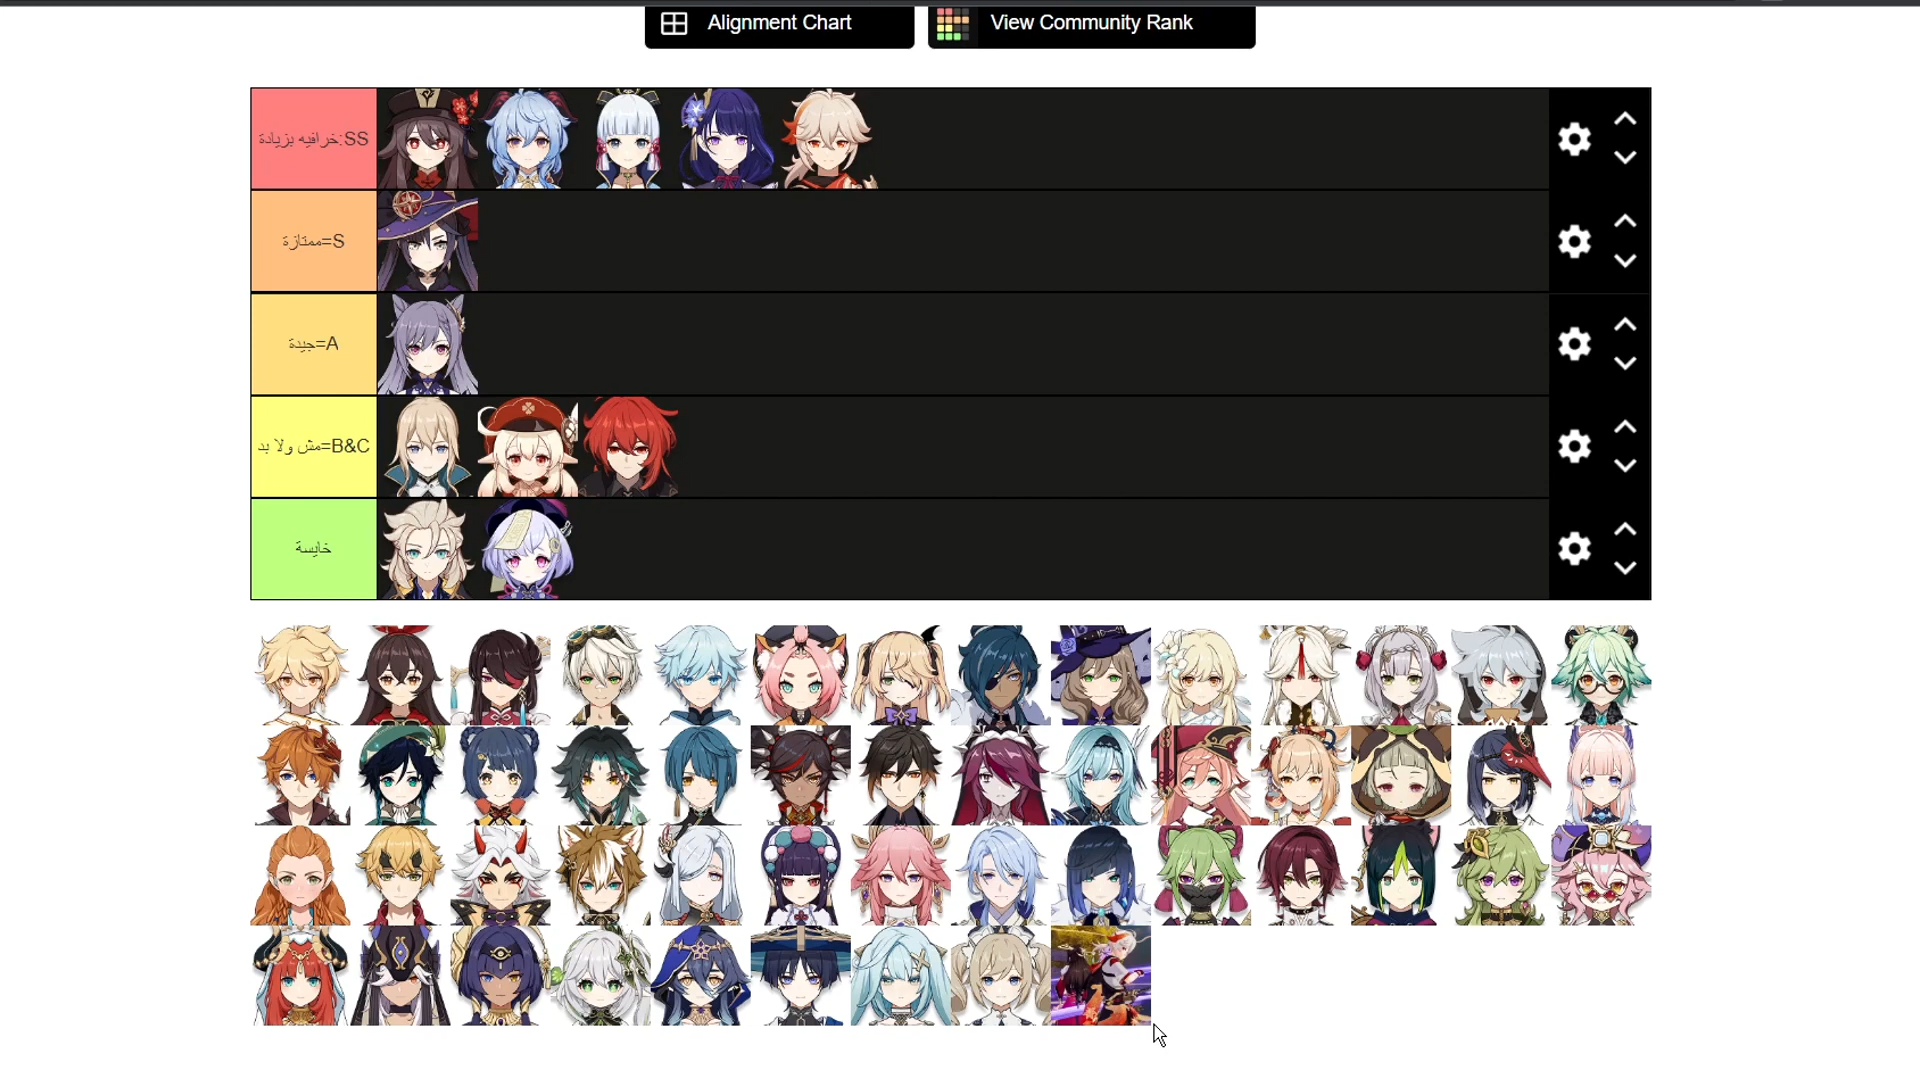 Alignment Chart
View Community Rank
SS:خرافيه بزيادة
S=ممتازة
A=جيدة
B&C=مش ولا بد
خايسة